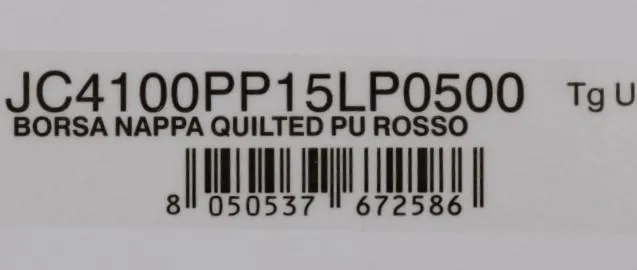 JC4100PP15LP0500 Tg U
BORSA NAPPA QUILTED PU ROSSO
8 050537 672586